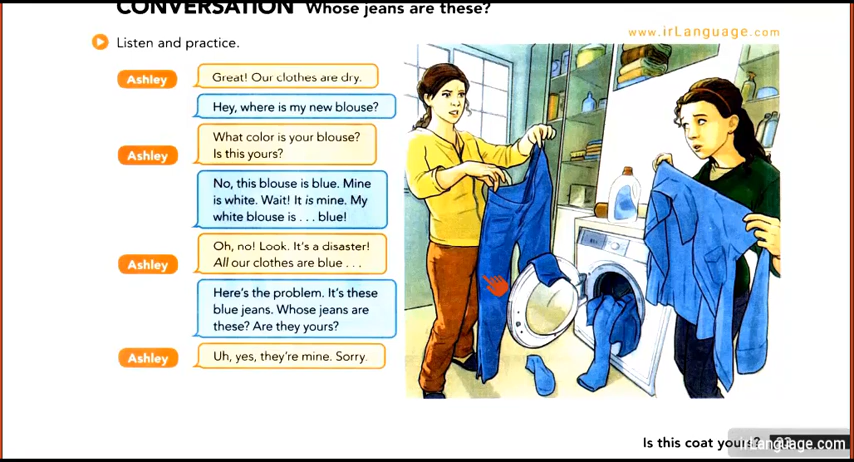 CONVERSATION Whose jeans are these?
www.irLanguage.com
Listen and practice.
Ashley
Great! Our clothes are dry.
Hey, where is my new blouse?
Ashley
What color is your blouse?
Is this yours?
No, this blouse is blue. Mine
is white. Wait! It is mine. My
white blouse is . . . blue!
Ashley
Oh, no! Look. It's a disaster!
All our clothes are blue . . .
Here's the problem. It's these
blue jeans. Whose jeans are
these? Are they yours?
Ashley
Uh, yes, they're mine. Sorry.
Is this coat yours?
irLanguage.com